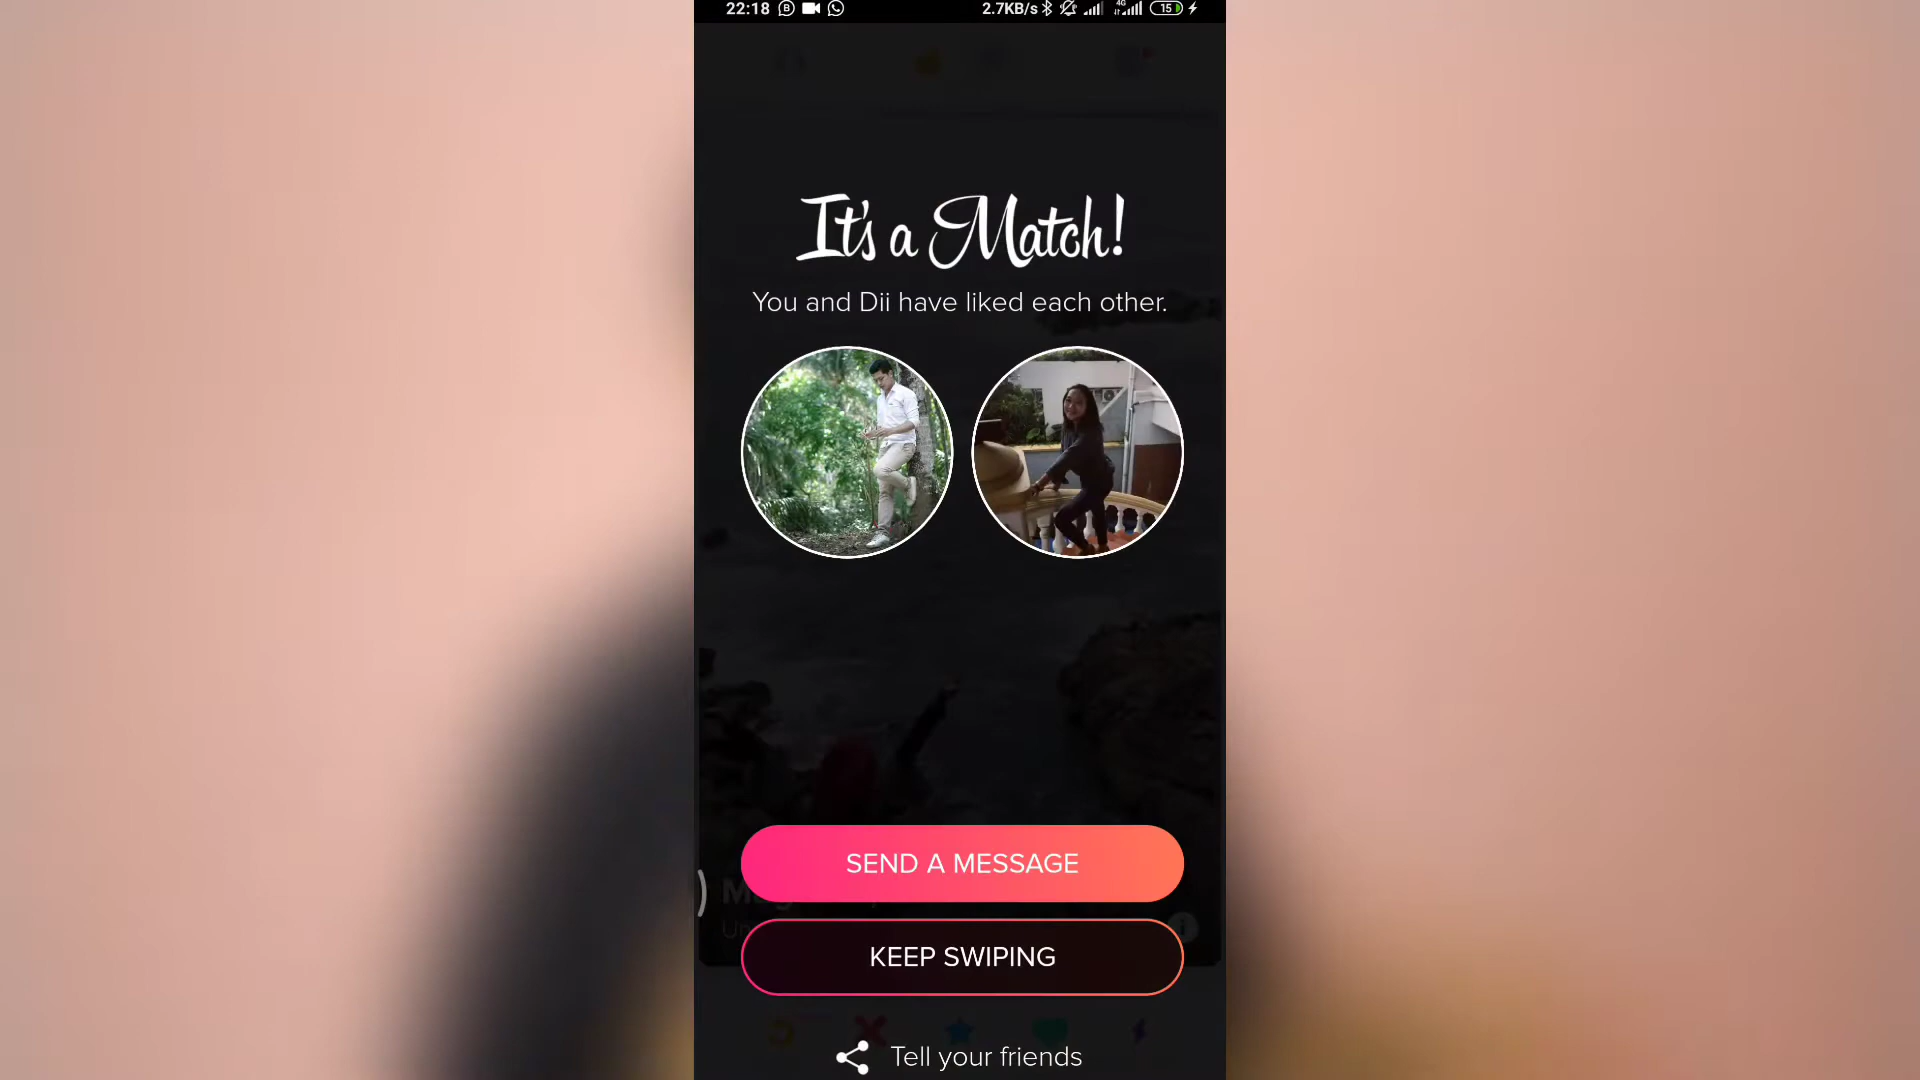 22:18 2.7KB/s 4G 15
It's a Match!
You and Dii have liked each other.
SEND A MESSAGE
KEEP SWIPING
Tell your friends